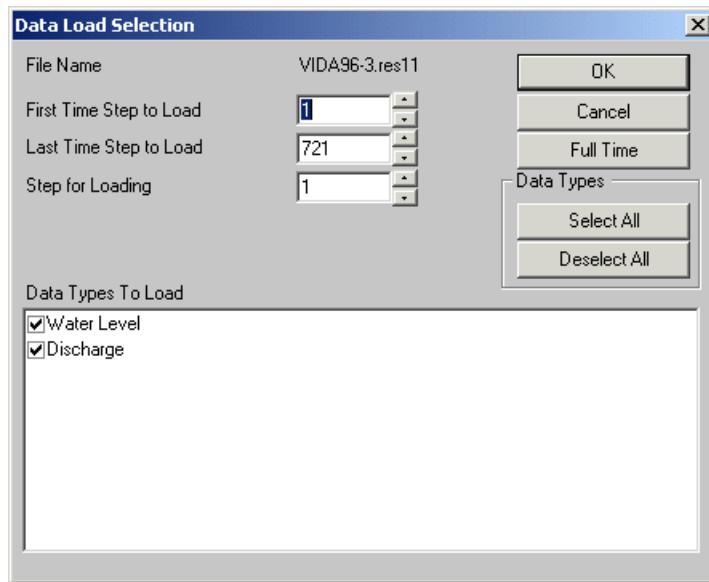 Data Load Selection
File Name VIDA96-3.res11
OK
First Time Step to Load 1
Cancel
Last Time Step to Load 721
Full Time
Step for Loading 1
Data Types
Select All
Deselect All
Data Types To Load
Water Level
Discharge